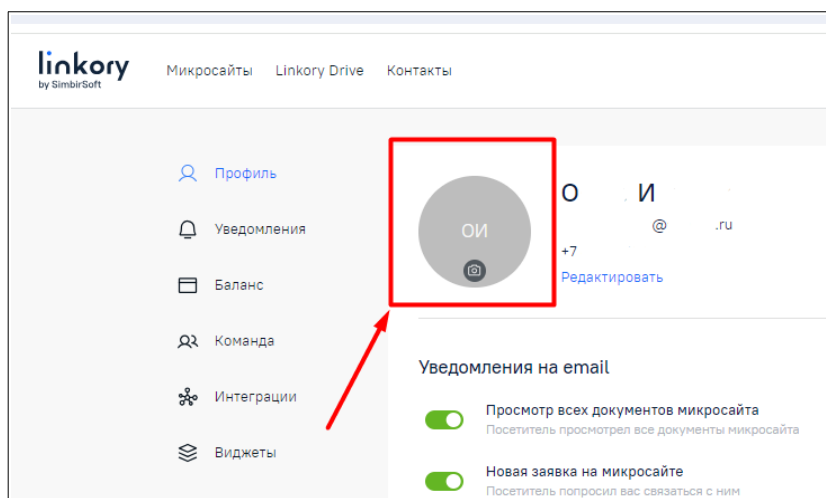 linkory
by SimbirSoft
Микросайты Linkory Drive Контакты
Профиль
Уведомления
Баланс
Команда
Интеграции
Виджеты
ОИ
О И
@ .ru
+7
Редактировать
Уведомления на email
Просмотр всех документов микросайта
Посетитель просмотрел все документы микросайта
Новая заявка на микросайте
Посетитель попросил вас связаться с ним